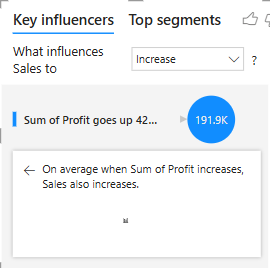 Key influencers Top segments
What influences
Sales to
Increase
?
Sum of Profit goes up 42...
191.9K
← On average when Sum of Profit increases,
Sales also increases.